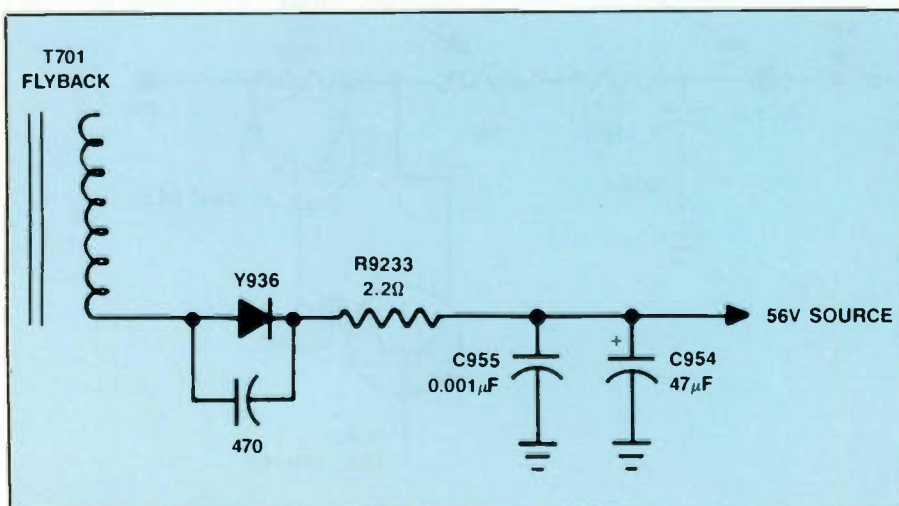 T701
FLYBACK
Y936
R9233
2.2Ω
56V SOURCE
C955
0.001μF
+
C954
47μF
470